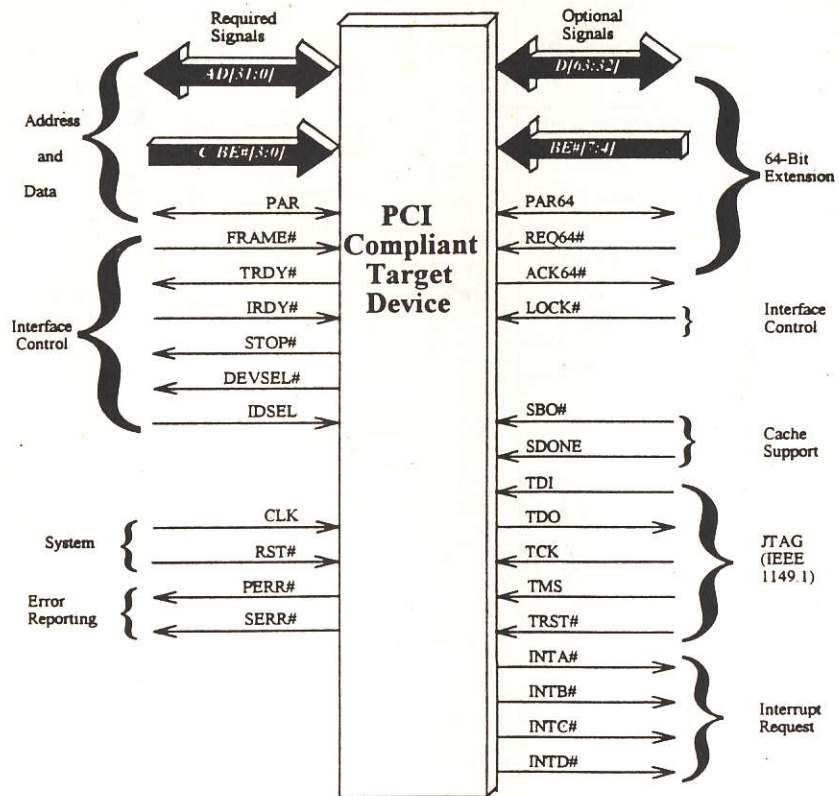 Required
Signals
Optional
Signals
AD[31:0]
D[63:32]
C BE#[3:0]
BE#[7:4]
Address
and
Data
64-Bit
Extension
PCI
Compliant
Target
Device
PAR
FRAME#
TRDY#
IRDY#
STOP#
DEVSEL#
IDSEL
Interface
Control
PAR64
REQ64#
ACK64#
LOCK#
Interface
Control
SBO#
SDONE
Cache
Support
CLK
RST#
System
PERR#
SERR#
Error
Reporting
TDI
TDO
TCK
TMS
TRST#
JTAG
(IEEE
1149.1)
INTA#
INTB#
INTC#
INTD#
Interrupt
Request